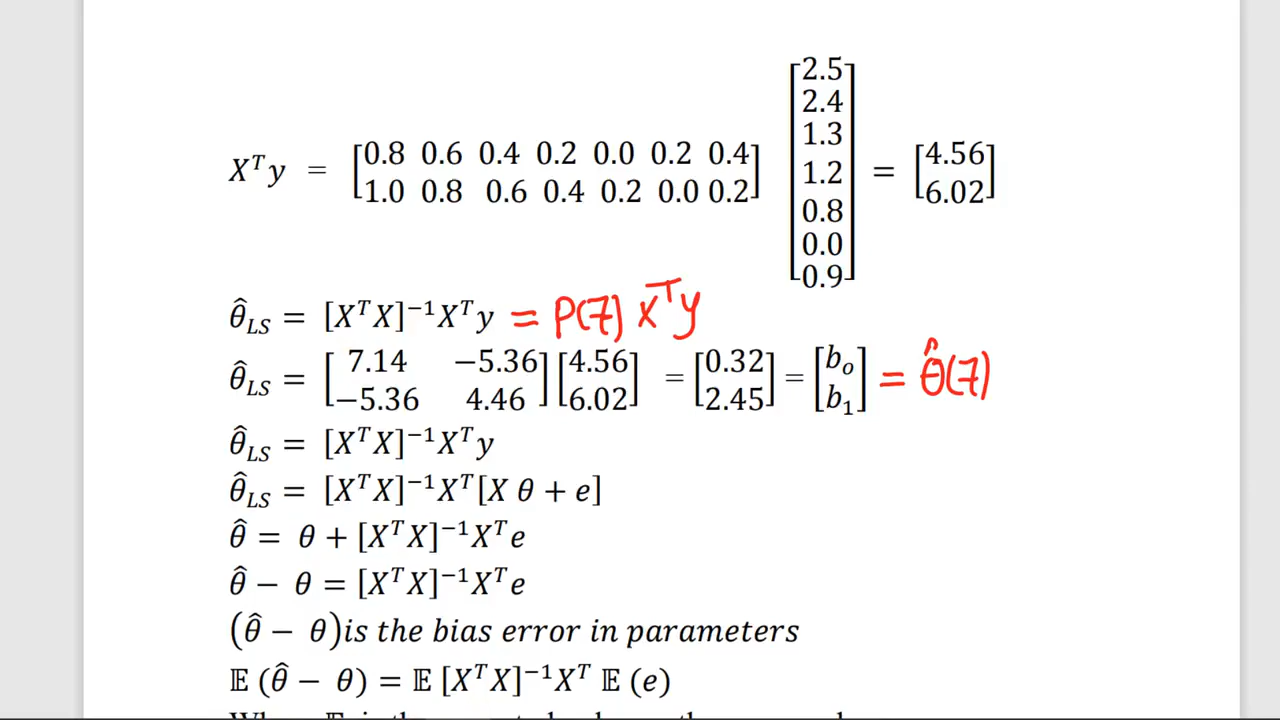 X^T y = [0.8 0.6 0.4 0.2 0.0 0.2 0.4; 1.0 0.8 0.6 0.4 0.2 0.0 0.2] [2.5; 2.4; 1.3; 1.2; 0.8; 0.0; 0.9] = [4.56; 6.02]
θ̂_LS = [X^T X]^−1 X^T y = P(7) X^T y
θ̂_LS = [7.14 −5.36; −5.36 4.46] [4.56; 6.02] = [0.32; 2.45] = [b_o; b_1] = θ̂(7)
θ̂_LS = [X^T X]^−1 X^T y
θ̂_LS = [X^T X]^−1 X^T [X θ + e]
θ̂ = θ + [X^T X]^−1 X^T e
θ̂ − θ = [X^T X]^−1 X^T e
(θ̂ − θ) is the bias error in parameters
𝔼 (θ̂ − θ) = 𝔼 [X^T X]^−1 X^T 𝔼 (e)